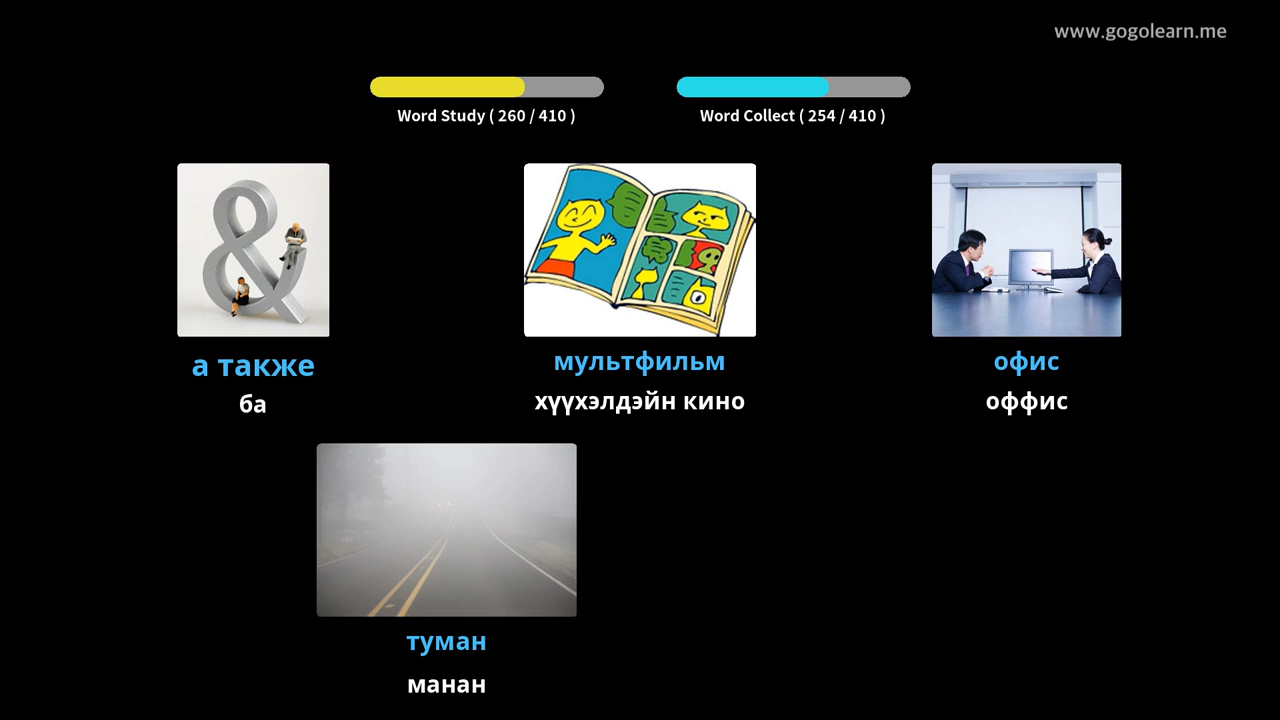 www.gogolearn.me
Word Study ( 260 / 410 )
Word Collect ( 254 / 410 )
а также
ба
мультфильм
хүүхэлдэйн кино
офис
оффис
туман
манан